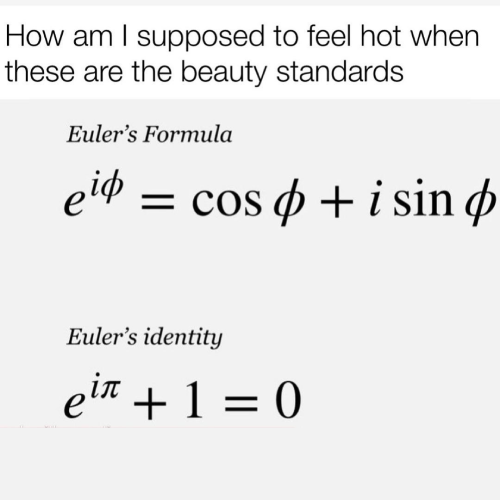 How am I supposed to feel hot when
these are the beauty standards
Euler's Formula
e^{iϕ} = cos ϕ + i sin ϕ
Euler's identity
e^{iπ} + 1 = 0